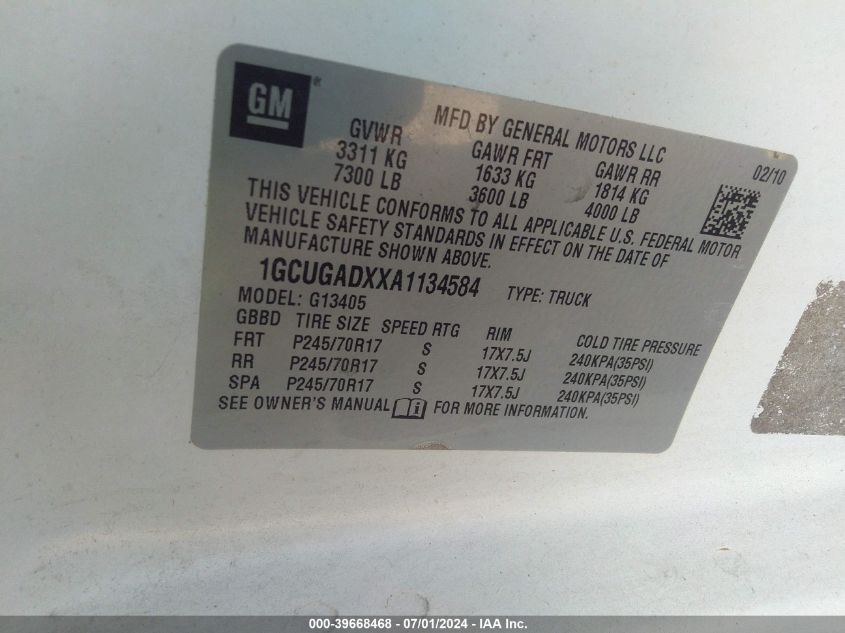 GM ®
MFD BY GENERAL MOTORS LLC
02/10
GVWR GAWR FRT GAWR RR
3311 KG 1633 KG 1814 KG
7300 LB 3600 LB 4000 LB
THIS VEHICLE CONFORMS TO ALL APPLICABLE U.S. FEDERAL MOTOR
VEHICLE SAFETY STANDARDS IN EFFECT ON THE DATE OF
MANUFACTURE SHOWN ABOVE.
1GCUGADXXA1134584 TYPE: TRUCK
MODEL: G13405
GBBD TIRE SIZE SPEED RTG RIM COLD TIRE PRESSURE
FRT P245/70R17 S 17X7.5J 240KPA(35PSI)
RR P245/70R17 S 17X7.5J 240KPA(35PSI)
SPA P245/70R17 S 17X7.5J 240KPA(35PSI)
SEE OWNER'S MANUAL i FOR MORE INFORMATION.
000-39668468 - 07/01/2024 - IAA Inc.